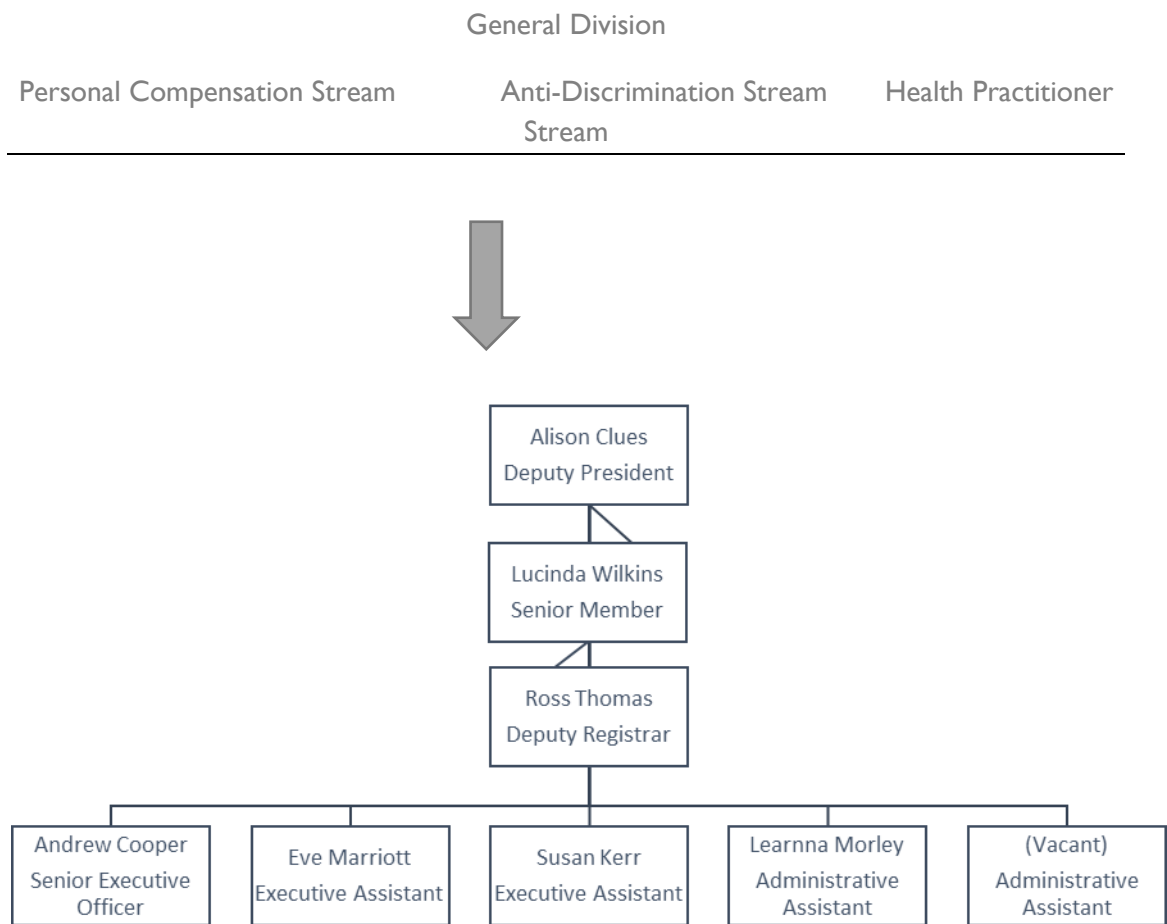 General Division
Personal Compensation Stream Anti-Discrimination Stream Health Practitioner
Stream
Alison Clues
Deputy President
Lucinda Wilkins
Senior Member
Ross Thomas
Deputy Registrar
Andrew Cooper
Senior Executive
Officer
Eve Marriott
Executive Assistant
Susan Kerr
Executive Assistant
Learnna Morley
Administrative
Assistant
(Vacant)
Administrative
Assistant